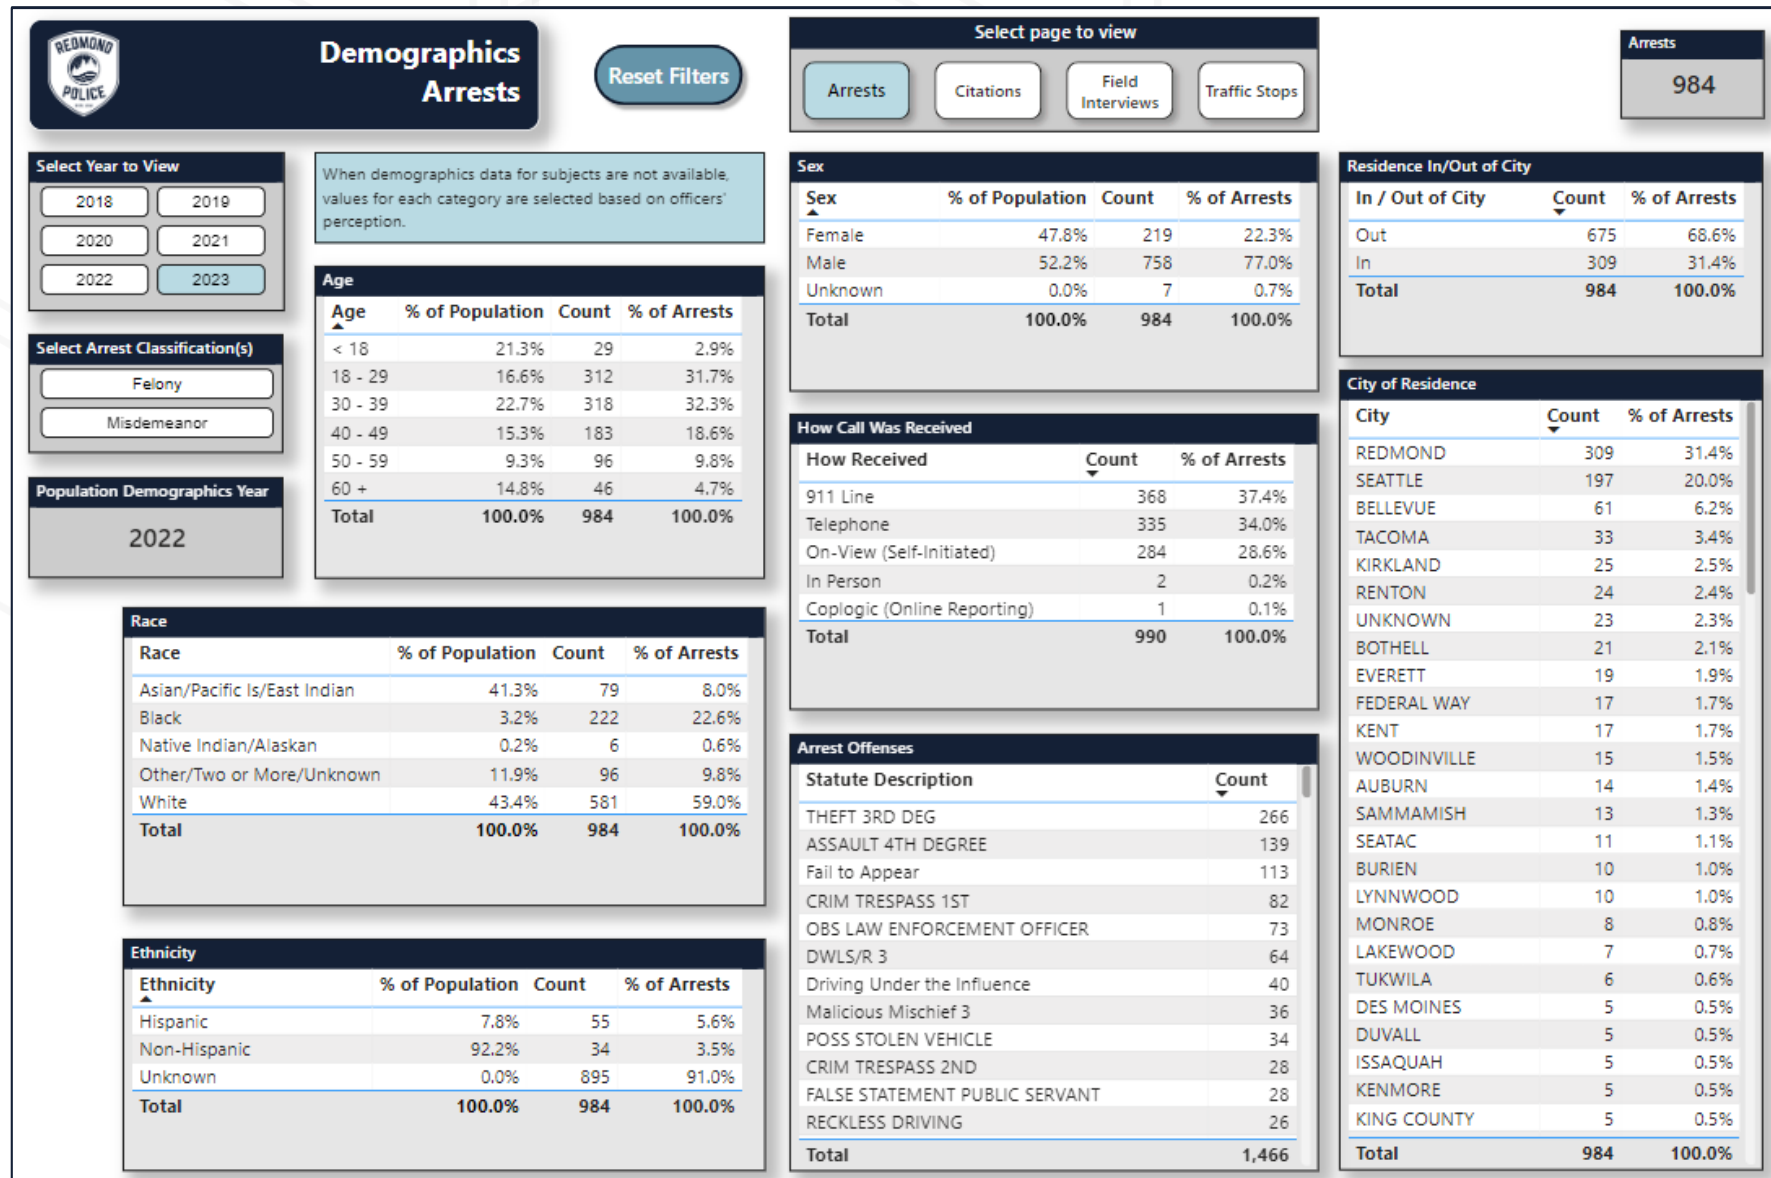 REDMOND
POLICE
Demographics
Arrests
Reset Filters
Select page to view
Arrests
Citations
Field
Interviews
Traffic Stops
Arrests
984
Select Year to View
2018 2019
2020 2021
2022 2023
Select Arrest Classification(s)
Felony
Misdemeanor
Population Demographics Year
2022
When demographics data for subjects are not available,
values for each category are selected based on officers'
perception.
Age
Age % of Population Count % of Arrests
< 18 21.3% 29 2.9%
18 - 29 16.6% 312 31.7%
30 - 39 22.7% 318 32.3%
40 - 49 15.3% 183 18.6%
50 - 59 9.3% 96 9.8%
60 + 14.8% 46 4.7%
Total 100.0% 984 100.0%
Race
Race % of Population Count % of Arrests
Asian/Pacific Is/East Indian 41.3% 79 8.0%
Black 3.2% 222 22.6%
Native Indian/Alaskan 0.2% 6 0.6%
Other/Two or More/Unknown 11.9% 96 9.8%
White 43.4% 581 59.0%
Total 100.0% 984 100.0%
Ethnicity
Ethnicity % of Population Count % of Arrests
Hispanic 7.8% 55 5.6%
Non-Hispanic 92.2% 34 3.5%
Unknown 0.0% 895 91.0%
Total 100.0% 984 100.0%
Sex
Sex % of Population Count % of Arrests
Female 47.8% 219 22.3%
Male 52.2% 758 77.0%
Unknown 0.0% 7 0.7%
Total 100.0% 984 100.0%
How Call Was Received
How Received Count % of Arrests
911 Line 368 37.4%
Telephone 335 34.0%
On-View (Self-Initiated) 284 28.6%
In Person 2 0.2%
Coplogic (Online Reporting) 1 0.1%
Total 990 100.0%
Arrest Offenses
Statute Description Count
THEFT 3RD DEG 266
ASSAULT 4TH DEGREE 139
Fail to Appear 113
CRIM TRESPASS 1ST 82
OBS LAW ENFORCEMENT OFFICER 73
DWLS/R 3 64
Driving Under the Influence 40
Malicious Mischief 3 36
POSS STOLEN VEHICLE 34
CRIM TRESPASS 2ND 28
FALSE STATEMENT PUBLIC SERVANT 28
RECKLESS DRIVING 26
Total 1,466
Residence In/Out of City
In / Out of City Count % of Arrests
Out 675 68.6%
In 309 31.4%
Total 984 100.0%
City of Residence
City Count % of Arrests
REDMOND 309 31.4%
SEATTLE 197 20.0%
BELLEVUE 61 6.2%
TACOMA 33 3.4%
KIRKLAND 25 2.5%
RENTON 24 2.4%
UNKNOWN 23 2.3%
BOTHELL 21 2.1%
EVERETT 19 1.9%
FEDERAL WAY 17 1.7%
KENT 17 1.7%
WOODINVILLE 15 1.5%
AUBURN 14 1.4%
SAMMAMISH 13 1.3%
SEATAC 11 1.1%
BURIEN 10 1.0%
LYNNWOOD 10 1.0%
MONROE 8 0.8%
LAKEWOOD 7 0.7%
TUKWILA 6 0.6%
DES MOINES 5 0.5%
DUVALL 5 0.5%
ISSAQUAH 5 0.5%
KENMORE 5 0.5%
KING COUNTY 5 0.5%
Total 984 100.0%